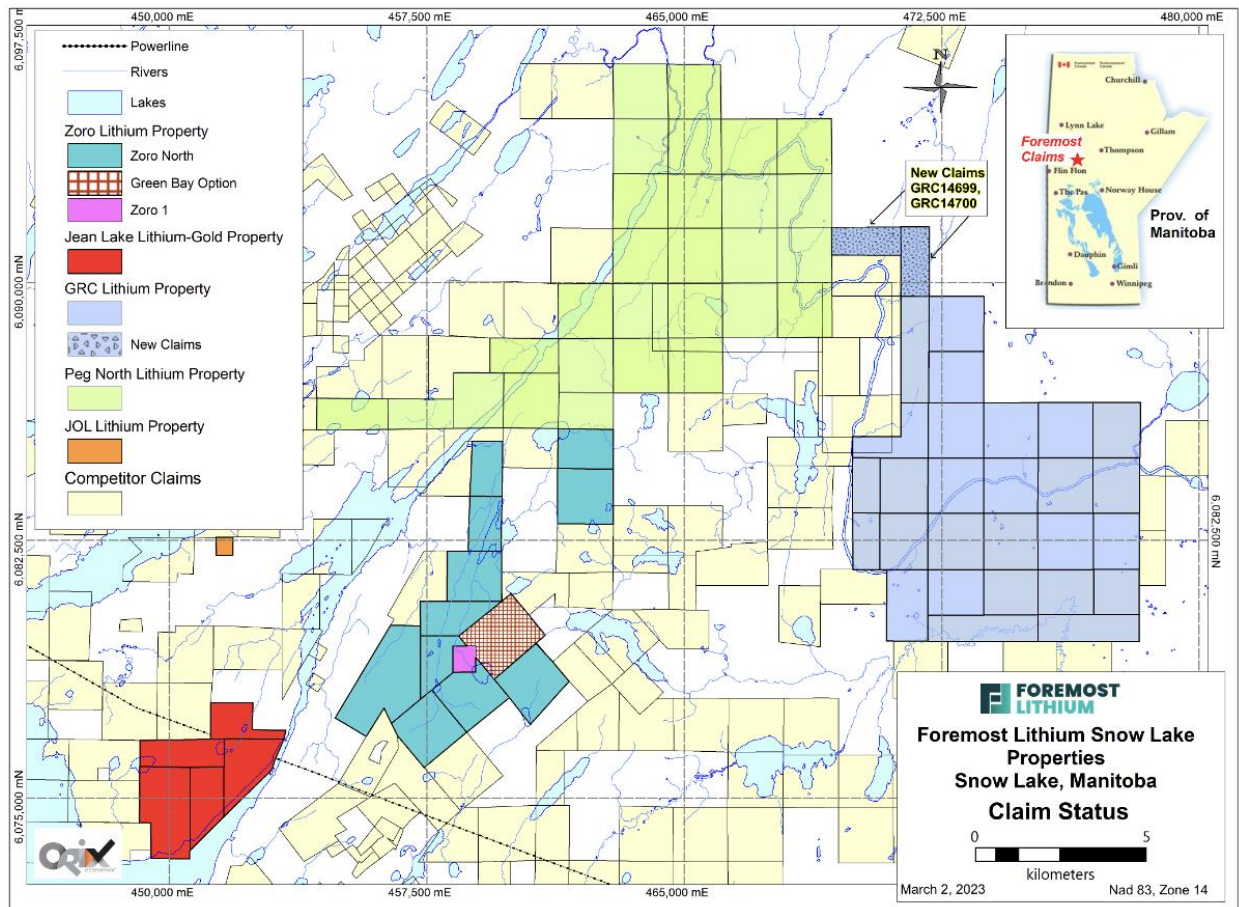 450,000 mE
457,500 mE
465,000 mE
472,500 mE
480,000 mE
6,097,500 mN
6,090,000 mN
6,082,500 mN
6,075,000 mN
6,082,500 mN
Powerline
Rivers
Lakes
Zoro Lithium Property
Zoro North
Green Bay Option
Zoro 1
Jean Lake Lithium-Gold Property
GRC Lithium Property
New Claims
Peg North Lithium Property
JOL Lithium Property
Competitor Claims
N
New Claims
GRC14699,
GRC14700
Churchill
Lynn Lake
Gillam
Foremost
Claims
Thompson
Flin Flon
The Pas
Norway House
Prov. of
Manitoba
Dauphin
Gimli
Brandon
Winnipeg
FOREMOST
LITHIUM
Foremost Lithium Snow Lake
Properties
Snow Lake, Manitoba
Claim Status
0
5
kilometers
March 2, 2023
Nad 83, Zone 14
450,000 mE
457,500 mE
465,000 mE